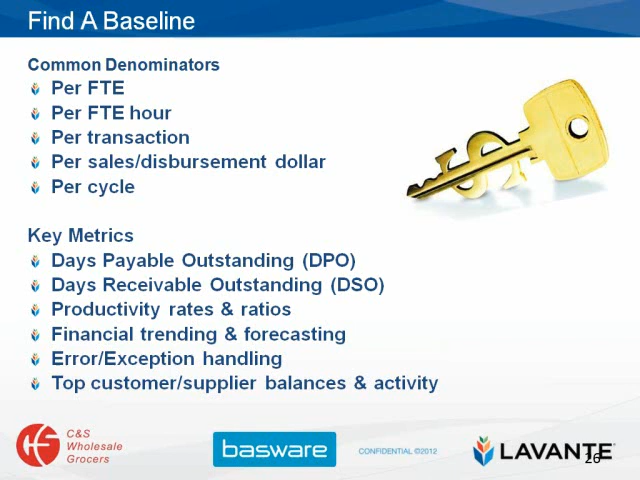 Find A Baseline
Common Denominators
Per FTE
Per FTE hour
Per transaction
Per sales/disbursement dollar
Per cycle
Key Metrics
Days Payable Outstanding (DPO)
Days Receivable Outstanding (DSO)
Productivity rates & ratios
Financial trending & forecasting
Error/Exception handling
Top customer/supplier balances & activity
C&S
Wholesale
Grocers
basware
CONFIDENTIAL ©2012
LAVANTE®
26